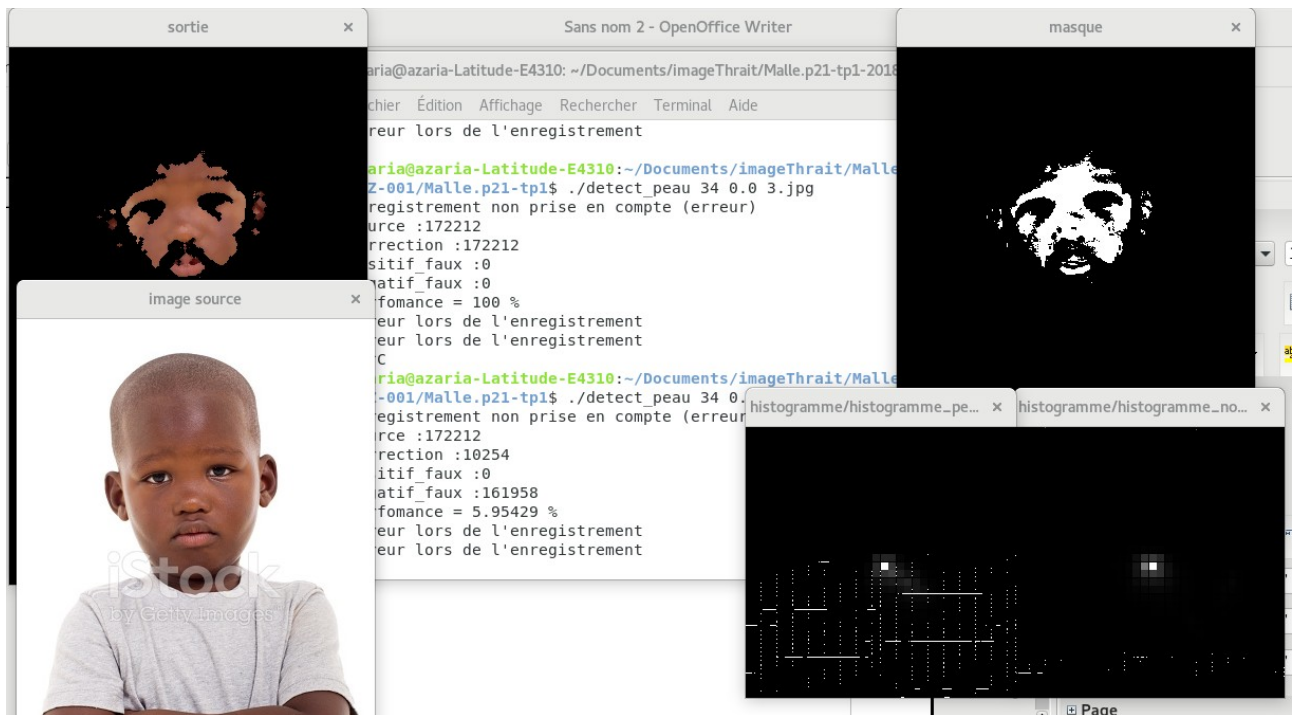 sortie
Sans nom 2 - OpenOffice Writer
masque
aria@azaria-Latitude-E4310: ~/Documents/imageThrait/Malle.p21-tp1-2018
chier Édition Affichage Rechercher Terminal Aide
reur lors de l'enregistrement
aria@azaria-Latitude-E4310:~/Documents/imageThrait/Malle
Z-001/Malle.p21-tp1$ ./detect_peau 34 0.0 3.jpg
registrement non prise en compte (erreur)
urce :172212
rrection :172212
sitif_faux :0
gatif_faux :0
rfomance = 100 %
reur lors de l'enregistrement
reur lors de l'enregistrement
C
aria@azaria-Latitude-E4310:~/Documents/imageThrait/Malle
Z-001/Malle.p21-tp1$ ./detect_peau 34 0.
registrement non prise en compte (erreur
urce :172212
rrection :10254
sitif_faux :0
gatif_faux :161958
rfomance = 5.95429 %
reur lors de l'enregistrement
reur lors de l'enregistrement
image source
iStock
by Getty Images
histogramme/histogramme_pe...
histogramme/histogramme_no...
Page